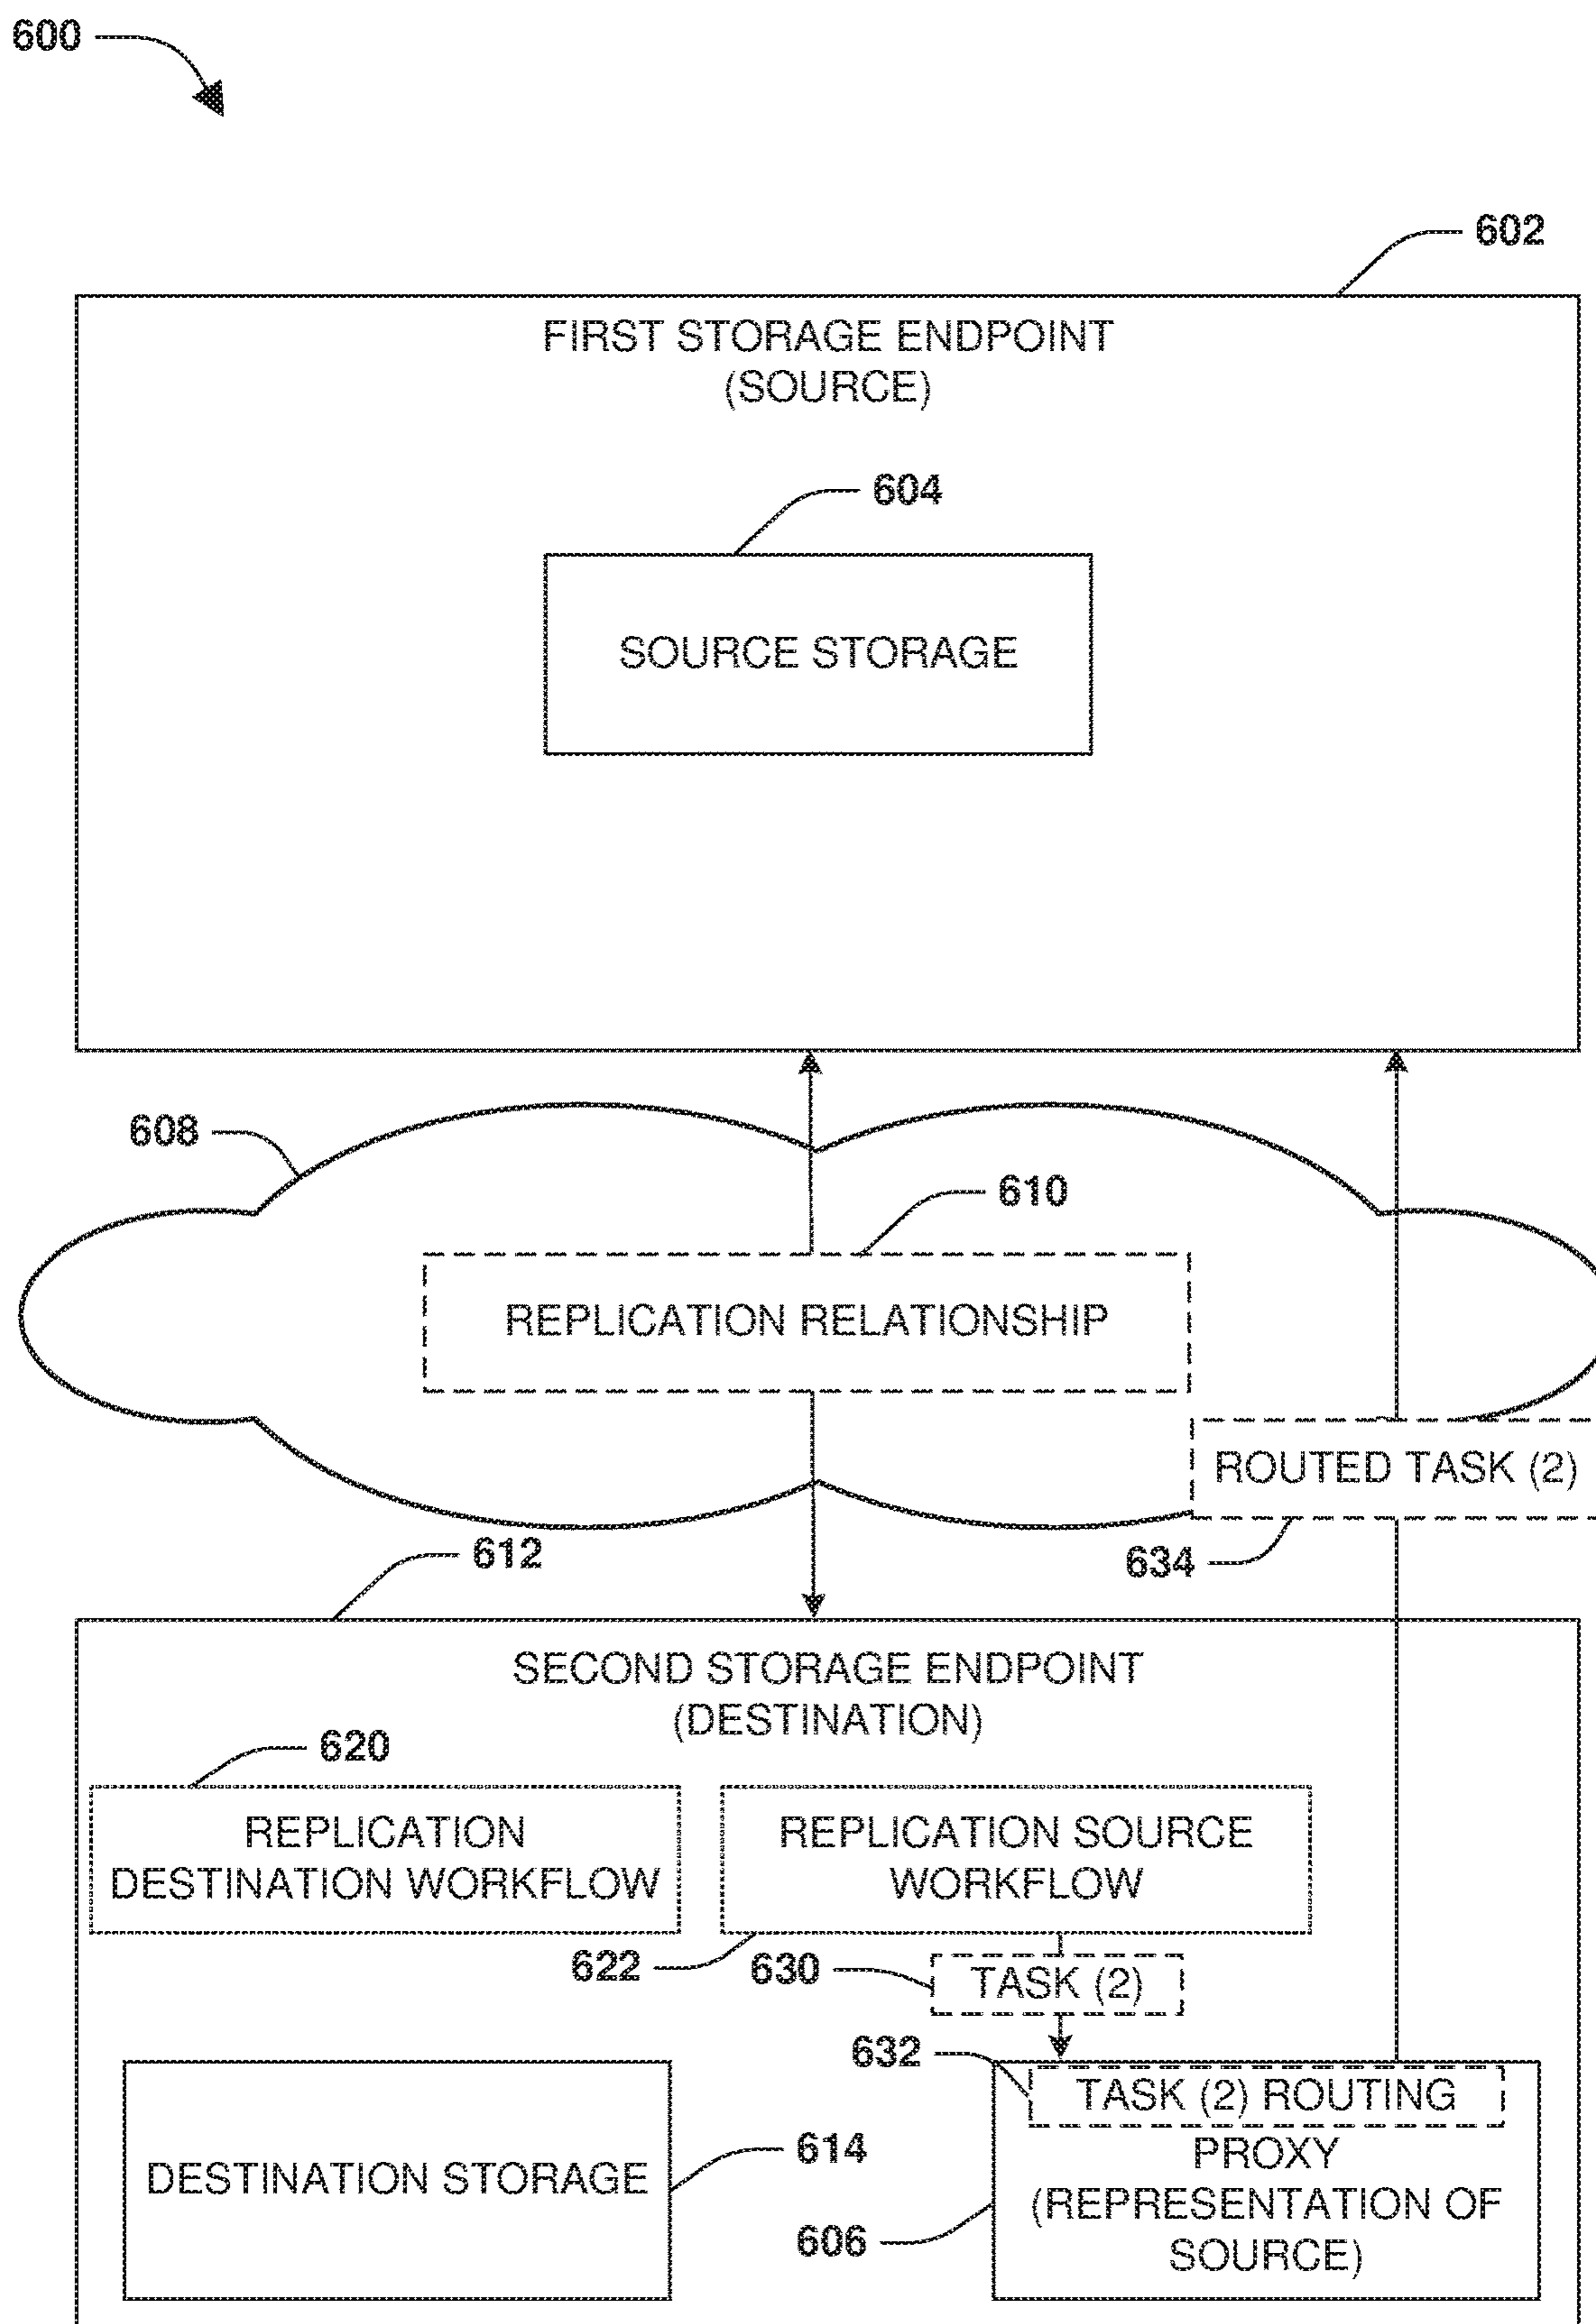 600
602
FIRST STORAGE ENDPOINT
(SOURCE)
604
SOURCE STORAGE
608
610
REPLICATION RELATIONSHIP
ROUTED TASK (2)
612
634
SECOND STORAGE ENDPOINT
(DESTINATION)
620
REPLICATION
DESTINATION WORKFLOW
REPLICATION SOURCE
WORKFLOW
622
630
TASK (2)
632
TASK (2) ROUTING
PROXY
(REPRESENTATION OF
SOURCE)
614
DESTINATION STORAGE
606